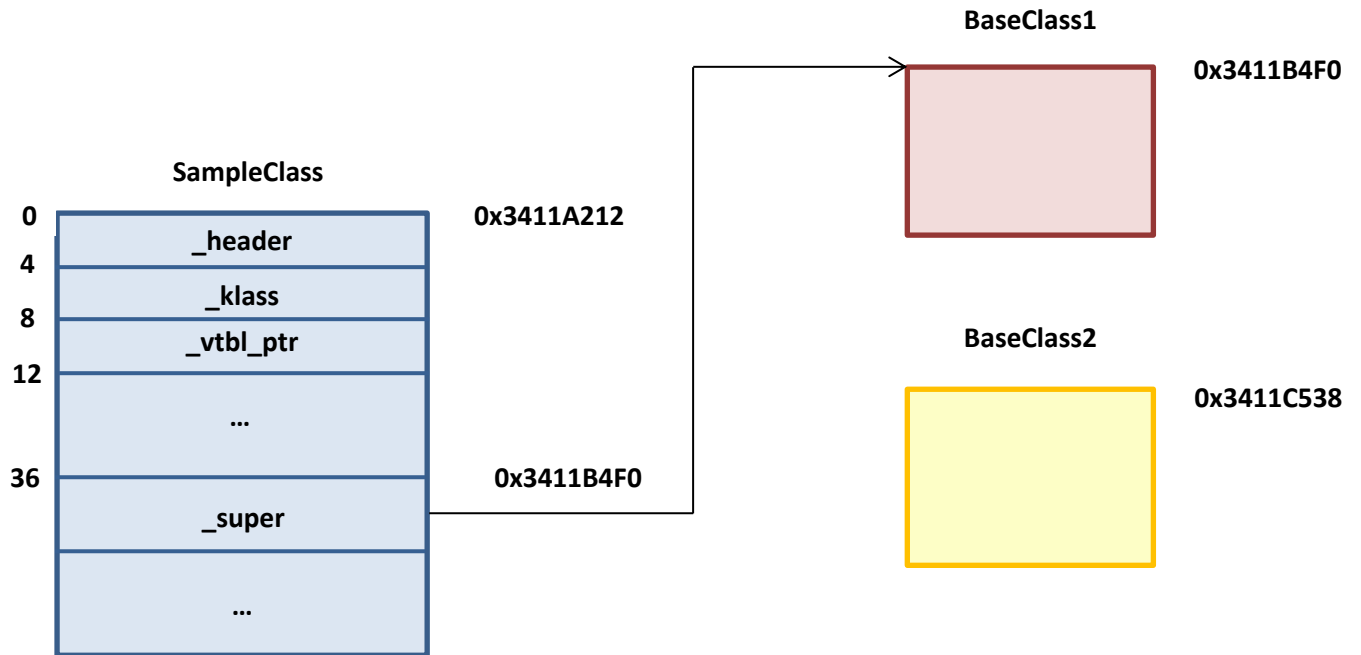 BaseClass1
0x3411B4F0
SampleClass
0
0x3411A212
_header
4
_klass
8
_vtbl_ptr
BaseClass2
12
0x3411C538
...
36
0x3411B4F0
_super
...